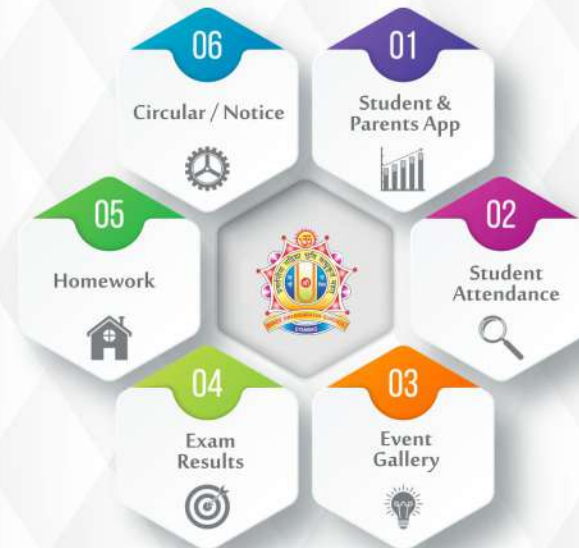 01
Student &
Parents App
02
Student
Attendance
03
Event
Gallery
04
Exam
Results
05
Homework
06
Circular / Notice